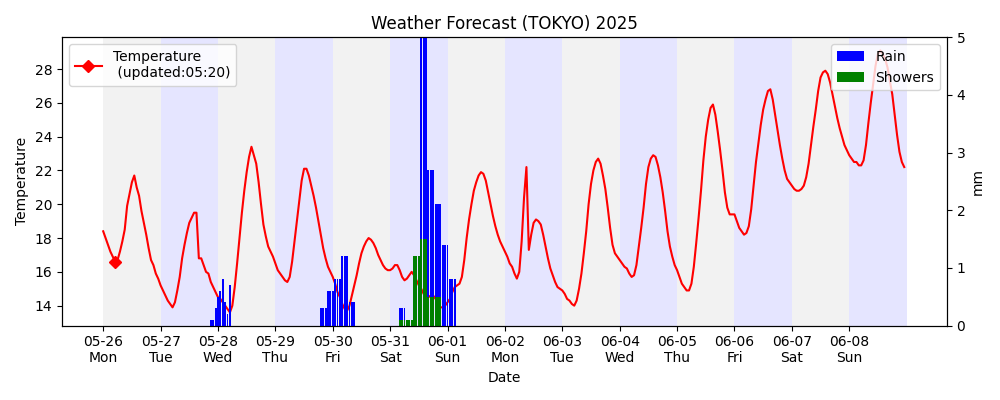 Weather Forecast (TOKYO) 2025
Temperature
(updated:05:20)
Rain
Showers
Temperature
28
26
24
22
20
18
16
14
5
4
3
2
1
0
mm
05-26 05-27 05-28 05-29 05-30 05-31 06-01 06-02 06-03 06-04 06-05 06-06 06-07 06-08
Mon Tue Wed Thu Fri Sat Sun Mon Tue Wed Thu Fri Sat Sun
Date